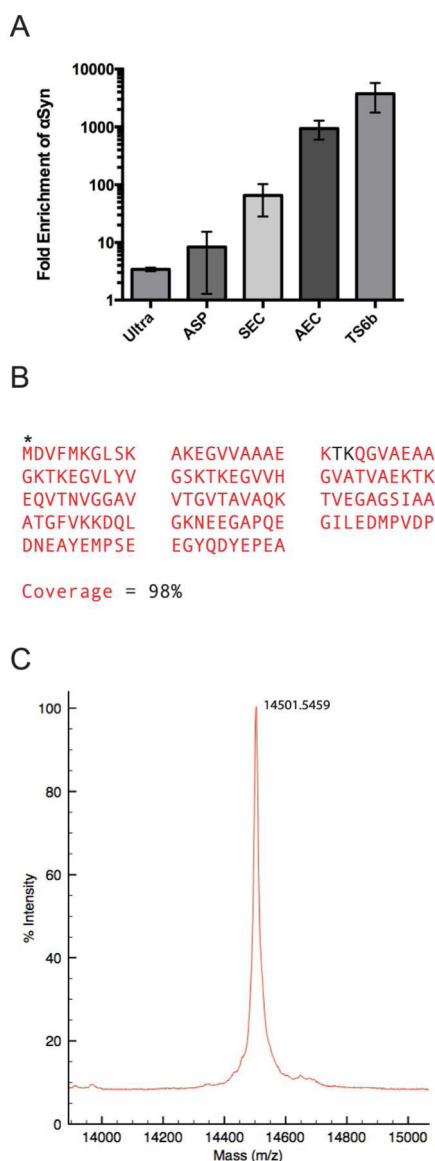 A
Fold Enrichment of αSyn
10000
1000
100
10
1
Ultra
ASP
SEC
AEC
TS6b
B
*
MDVFMKGLSK AKEGVVAAAE KTKQGVAEAA
GKTKEGVLYV GSKTKEGVVH GVATVAEKTK
EQVTNVGGAV VTGVTAVAQK TVEGAGSIAA
ATGFVKKDQL GKNEEGAPQE GILEDMPVDP
DNEAYEMPSE EGYQDYEPEA
Coverage = 98%
C
14501.5459
% Intensity
100
80
60
40
20
0
14000 14200 14400 14600 14800 15000
Mass (m/z)